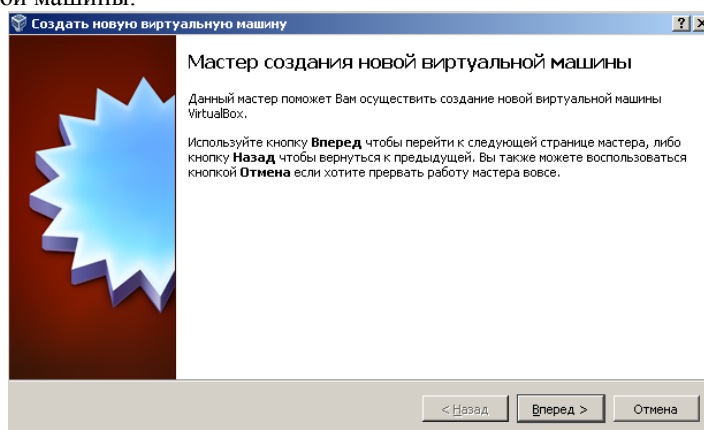 ой машины.
Создать новую виртуальную машину
Мастер создания новой виртуальной машины
Данный мастер поможет Вам осуществить создание новой виртуальной машины
VirtualBox.
Используйте кнопку Вперед чтобы перейти к следующей странице мастера, либо
кнопку Назад чтобы вернуться к предыдущей. Вы также можете воспользоваться
кнопкой Отмена если хотите прервать работу мастера вовсе.
< Назад Вперед > Отмена